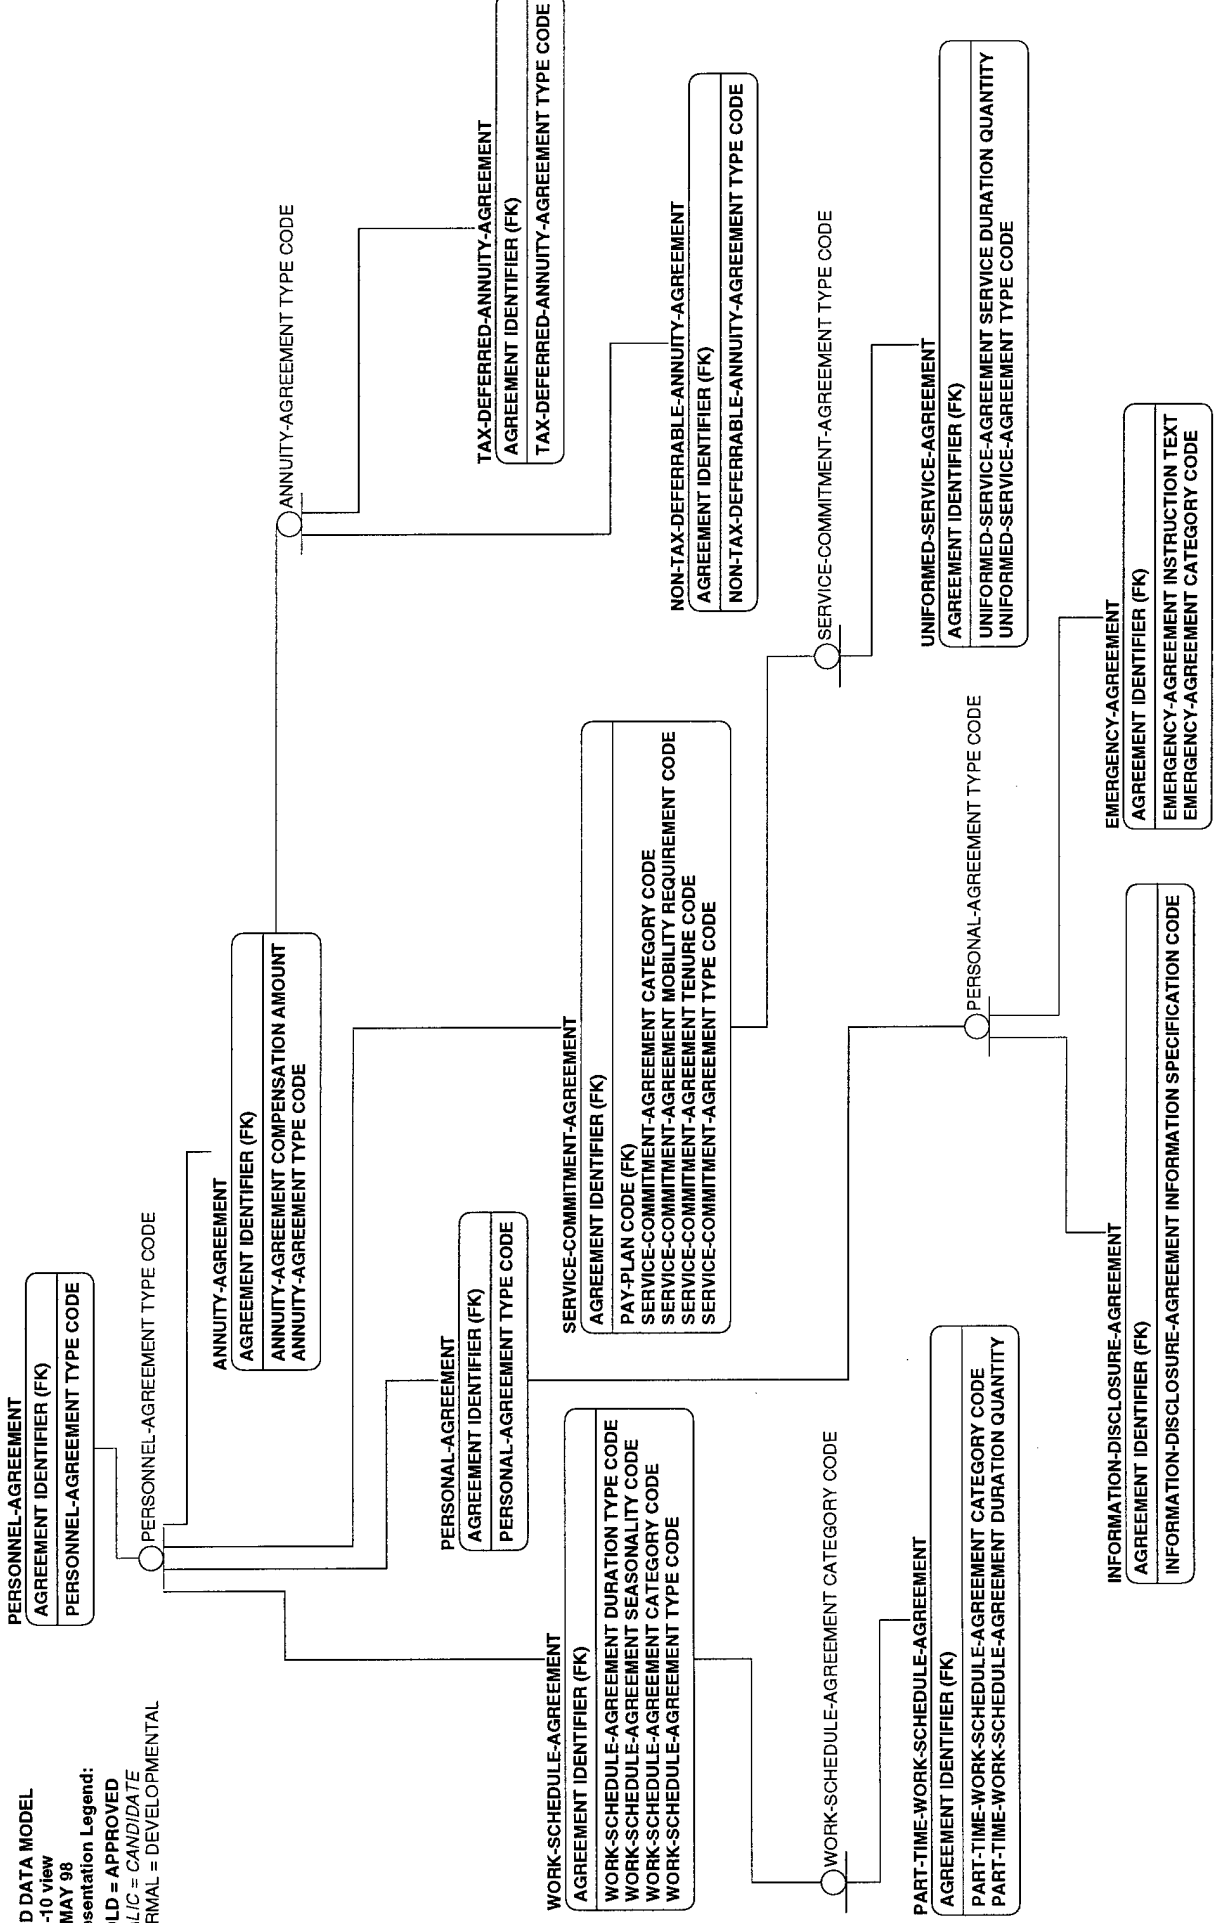 D DATA MODEL
-10 view
MAY 98
sentation Legend:
LD = APPROVED
LIC = CANDIDATE
RMAL = DEVELOPMENTAL
PERSONNEL-AGREEMENT
AGREEMENT IDENTIFIER (FK)
PERSONNEL-AGREEMENT TYPE CODE
PERSONNEL-AGREEMENT TYPE CODE
ANNUITY-AGREEMENT
AGREEMENT IDENTIFIER (FK)
ANNUITY-AGREEMENT COMPENSATION AMOUNT
ANNUITY-AGREEMENT TYPE CODE
ANNUITY-AGREEMENT TYPE CODE
TAX-DEFERRED-ANNUITY-AGREEMENT
AGREEMENT IDENTIFIER (FK)
TAX-DEFERRED-ANNUITY-AGREEMENT TYPE CODE
NON-TAX-DEFERRABLE-ANNUITY-AGREEMENT
AGREEMENT IDENTIFIER (FK)
NON-TAX-DEFERRABLE-ANNUITY-AGREEMENT TYPE CODE
PERSONAL-AGREEMENT
AGREEMENT IDENTIFIER (FK)
PERSONAL-AGREEMENT TYPE CODE
SERVICE-COMMITMENT-AGREEMENT
AGREEMENT IDENTIFIER (FK)
PAY-PLAN CODE (FK)
SERVICE-COMMITMENT-AGREEMENT CATEGORY CODE
SERVICE-COMMITMENT-AGREEMENT MOBILITY REQUIREMENT CODE
SERVICE-COMMITMENT-AGREEMENT TENURE CODE
SERVICE-COMMITMENT-AGREEMENT TYPE CODE
WORK-SCHEDULE-AGREEMENT
AGREEMENT IDENTIFIER (FK)
WORK-SCHEDULE-AGREEMENT DURATION TYPE CODE
WORK-SCHEDULE-AGREEMENT SEASONALITY CODE
WORK-SCHEDULE-AGREEMENT CATEGORY CODE
WORK-SCHEDULE-AGREEMENT TYPE CODE
SERVICE-COMMITMENT-AGREEMENT TYPE CODE
WORK-SCHEDULE-AGREEMENT CATEGORY CODE
UNIFORMED-SERVICE-AGREEMENT
AGREEMENT IDENTIFIER (FK)
UNIFORMED-SERVICE-AGREEMENT SERVICE DURATION QUANTITY
UNIFORMED-SERVICE-AGREEMENT TYPE CODE
PART-TIME-WORK-SCHEDULE-AGREEMENT
AGREEMENT IDENTIFIER (FK)
PART-TIME-WORK-SCHEDULE-AGREEMENT CATEGORY CODE
PART-TIME-WORK-SCHEDULE-AGREEMENT DURATION QUANTITY
PERSONAL-AGREEMENT TYPE CODE
INFORMATION-DISCLOSURE-AGREEMENT
AGREEMENT IDENTIFIER (FK)
INFORMATION-DISCLOSURE-AGREEMENT INFORMATION SPECIFICATION CODE
EMERGENCY-AGREEMENT
AGREEMENT IDENTIFIER (FK)
EMERGENCY-AGREEMENT INSTRUCTION TEXT
EMERGENCY-AGREEMENT CATEGORY CODE